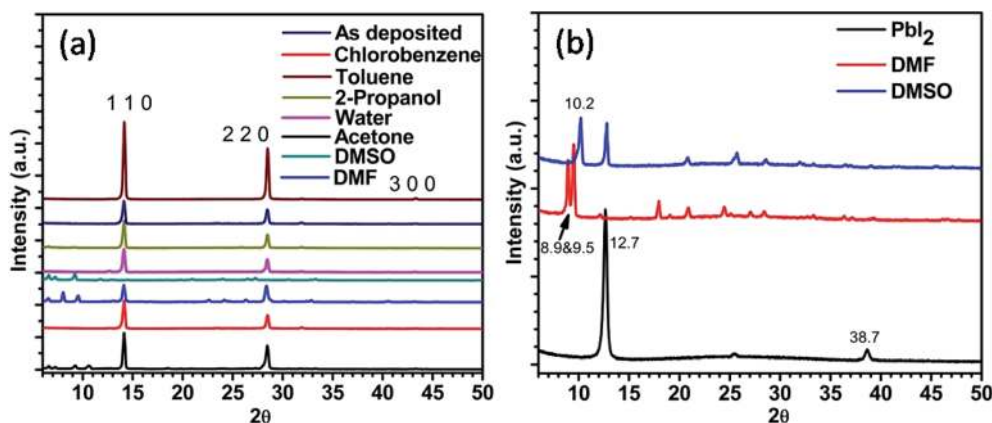 (a)
As deposited
Chlorobenzene
Toluene
2-Propanol
Water
Acetone
DMSO
DMF
1 1 0
2 2 0
3 0 0
Intensity (a.u.)
10 15 20 25 30 35 40 45 50
2θ
(b)
PbI₂
DMF
DMSO
10.2
8.9&9.5
12.7
38.7
Intensity (a.u.)
10 15 20 25 30 35 40 45 50
2θ